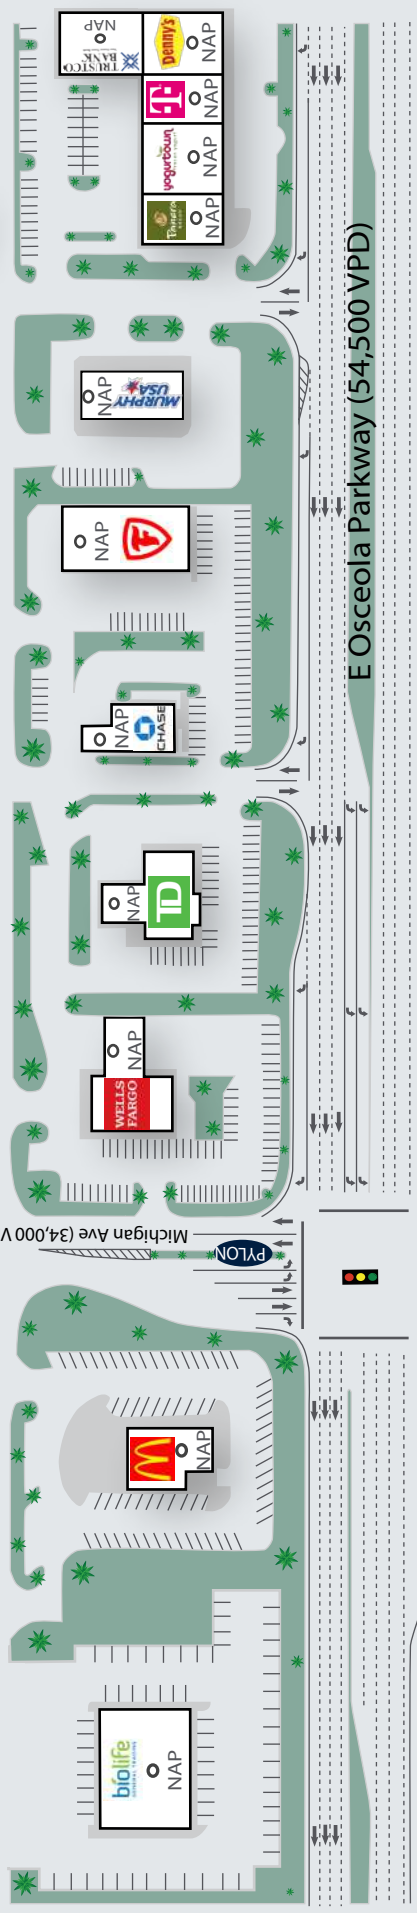 TRUSTCO
BANK
NAP
Denny's
NAP
T
NAP
yogurtown
NAP
Panera
NAP
MURPHY
USA
NAP
E Osceola Parkway (54,500 VPD)
F
NAP
CHASE
NAP
TD
NAP
WELLS
FARGO
NAP
Michigan Ave (34,000 V
PYLON
M
NAP
biolife
NAP